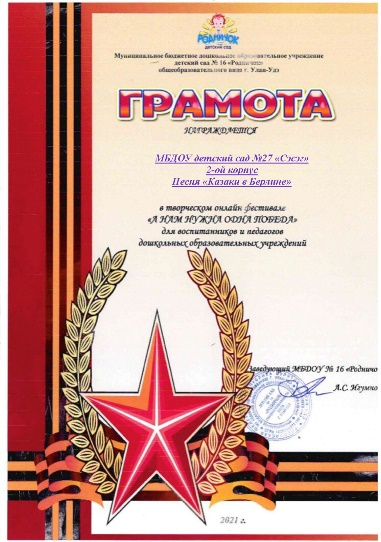 РОДНИЧОК
детский сад
Муниципальное бюджетное дошкольное образовательное учреждение
детский сад № 16 «Родничок»
общеобразовательного вида г. Улан-Удэ
ГРАМОТА
НАГРАЖДАЕТСЯ
МБДОУ детский сад №27 «Сэсэг»
2-ой корпус
Песня «Казаки в Берлине»
в творческом онлайн фестивале
«А НАМ НУЖНА ОДНА ПОБЕДА»
для воспитанников и педагогов
дошкольных образовательных учреждений
Заведующий МБДОУ № 16 «Родничо
А.С. Игумно
2021 г.